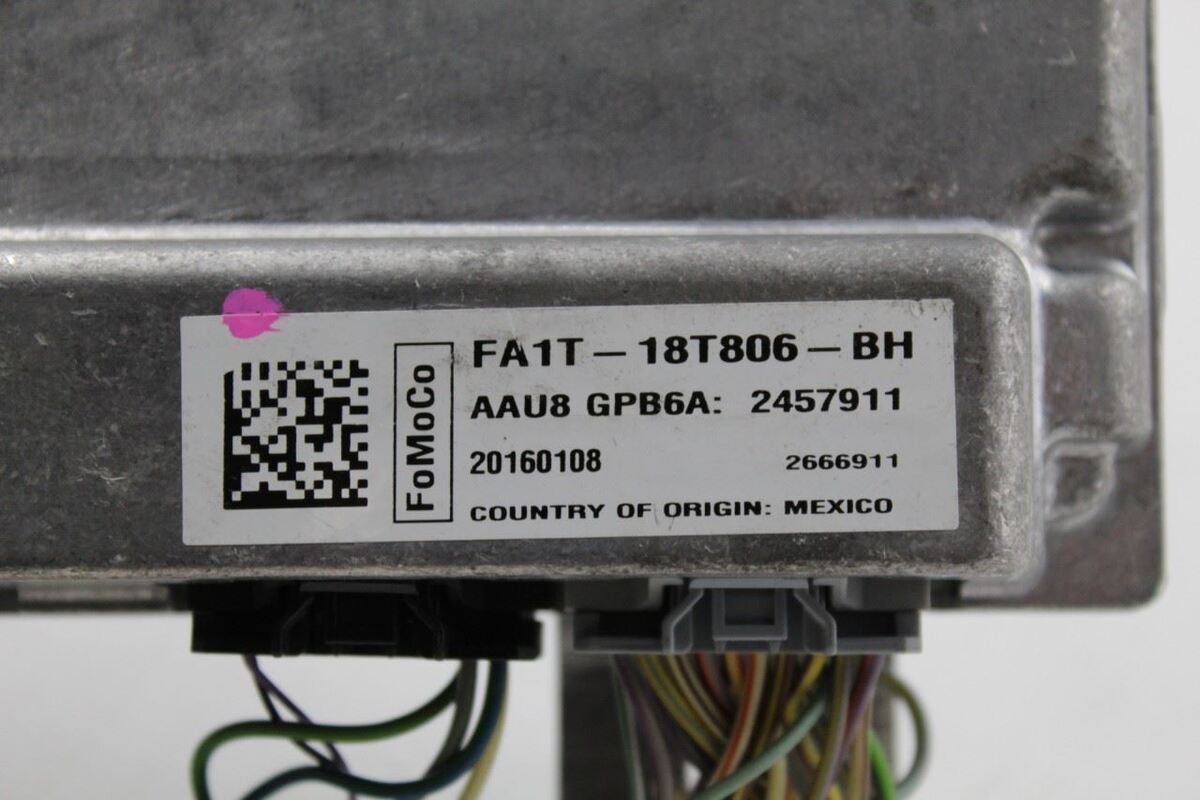 FoMoCo
FA1T-18T806-BH
AAU8 GPB6A: 2457911
20160108 2666911
COUNTRY OF ORIGIN: MEXICO